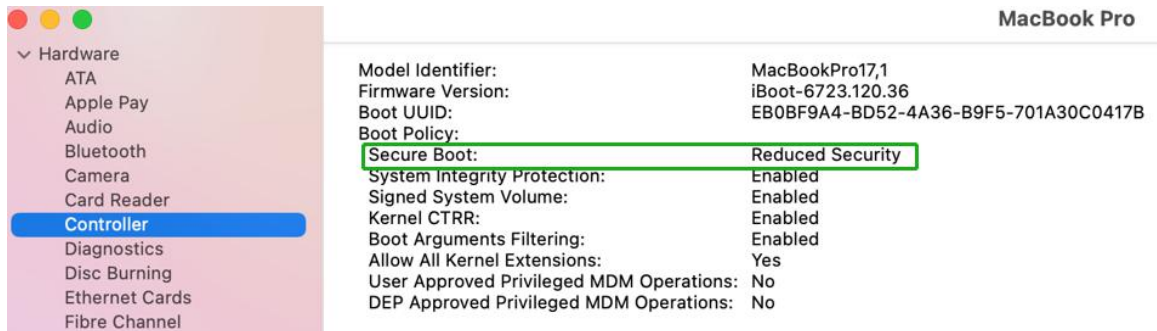 MacBook Pro
Hardware
ATA
Apple Pay
Audio
Bluetooth
Camera
Card Reader
Controller
Diagnostics
Disc Burning
Ethernet Cards
Fibre Channel
Model Identifier: MacBookPro17,1
Firmware Version: iBoot-6723.120.36
Boot UUID: EB0BF9A4-BD52-4A36-B9F5-701A30C0417B
Boot Policy:
Secure Boot: Reduced Security
System Integrity Protection: Enabled
Signed System Volume: Enabled
Kernel CTRR: Enabled
Boot Arguments Filtering: Enabled
Allow All Kernel Extensions: Yes
User Approved Privileged MDM Operations: No
DEP Approved Privileged MDM Operations: No